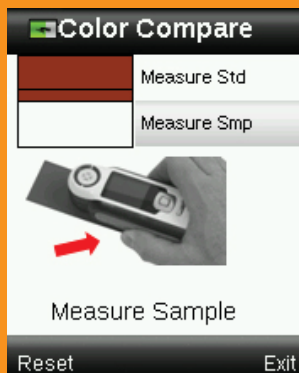 Color Compare
Measure Std
Measure Smp
Measure Sample
Reset Exit